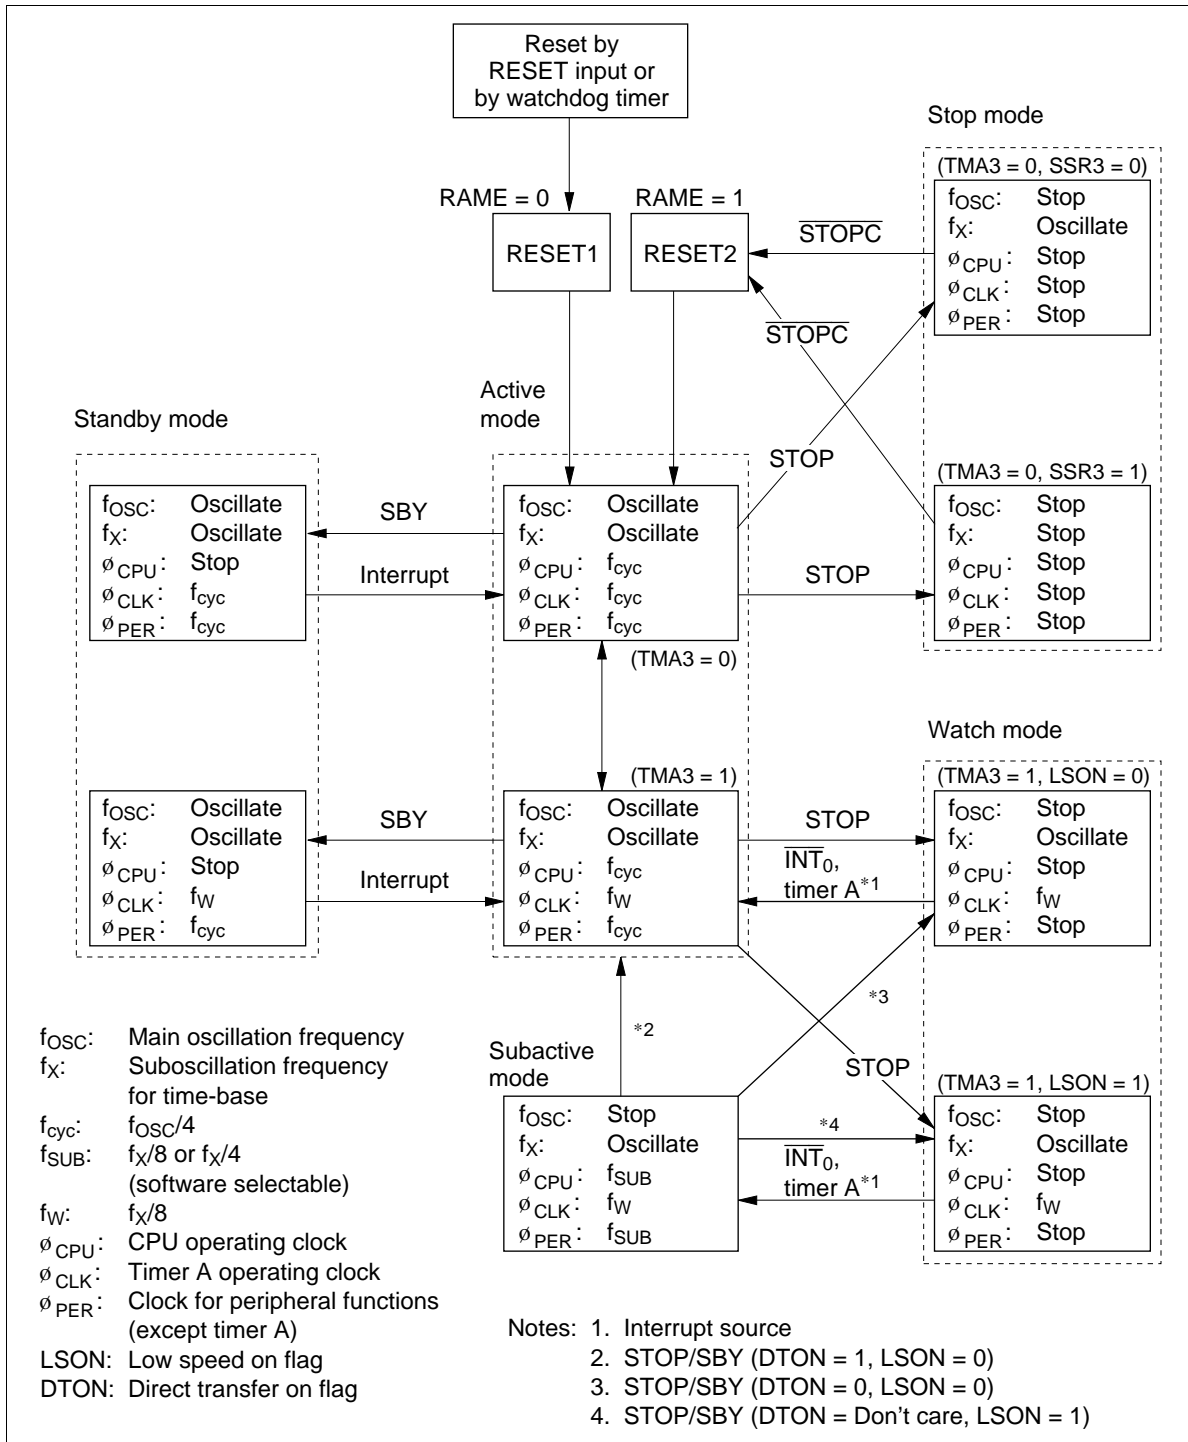 Reset by
RESET input or
by watchdog timer
Stop mode
RAME = 0
RAME = 1
(TMA3 = 0, SSR3 = 0)
RESET1
RESET2
STOPC
fOSC: Stop
fX: Oscillate
øCPU: Stop
øCLK: Stop
øPER: Stop
STOPC
Standby mode
Active
mode
STOP
(TMA3 = 0, SSR3 = 1)
fOSC: Oscillate
fX: Oscillate
øCPU: Stop
øCLK: fcyc
øPER: fcyc
SBY
Interrupt
fOSC: Oscillate
fX: Oscillate
øCPU: fcyc
øCLK: fcyc
øPER: fcyc
STOP
fOSC: Stop
fX: Stop
øCPU: Stop
øCLK: Stop
øPER: Stop
(TMA3 = 0)
Watch mode
(TMA3 = 1)
(TMA3 = 1, LSON = 0)
fOSC: Oscillate
fX: Oscillate
øCPU: Stop
øCLK: fW
øPER: fcyc
SBY
Interrupt
fOSC: Oscillate
fX: Oscillate
øCPU: fcyc
øCLK: fW
øPER: fcyc
STOP
INT0,
timer A*1
fOSC: Stop
fX: Oscillate
øCPU: Stop
øCLK: fW
øPER: Stop
*3
*2
Subactive
mode
STOP
(TMA3 = 1, LSON = 1)
fOSC: Stop
fX: Oscillate
øCPU: fSUB
øCLK: fW
øPER: fSUB
*4
INT0,
timer A*1
fOSC: Stop
fX: Oscillate
øCPU: Stop
øCLK: fW
øPER: Stop
fOSC: Main oscillation frequency
fX: Suboscillation frequency
for time-base
fcyc: fOSC/4
fSUB: fX/8 or fX/4
(software selectable)
fW: fX/8
øCPU: CPU operating clock
øCLK: Timer A operating clock
øPER: Clock for peripheral functions
(except timer A)
LSON: Low speed on flag
DTON: Direct transfer on flag
Notes: 1. Interrupt source
2. STOP/SBY (DTON = 1, LSON = 0)
3. STOP/SBY (DTON = 0, LSON = 0)
4. STOP/SBY (DTON = Don't care, LSON = 1)